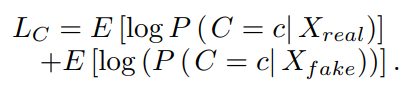 L_C = E [log P (C = c| X_real)]
+E [log (P (C = c| X_fake))] .